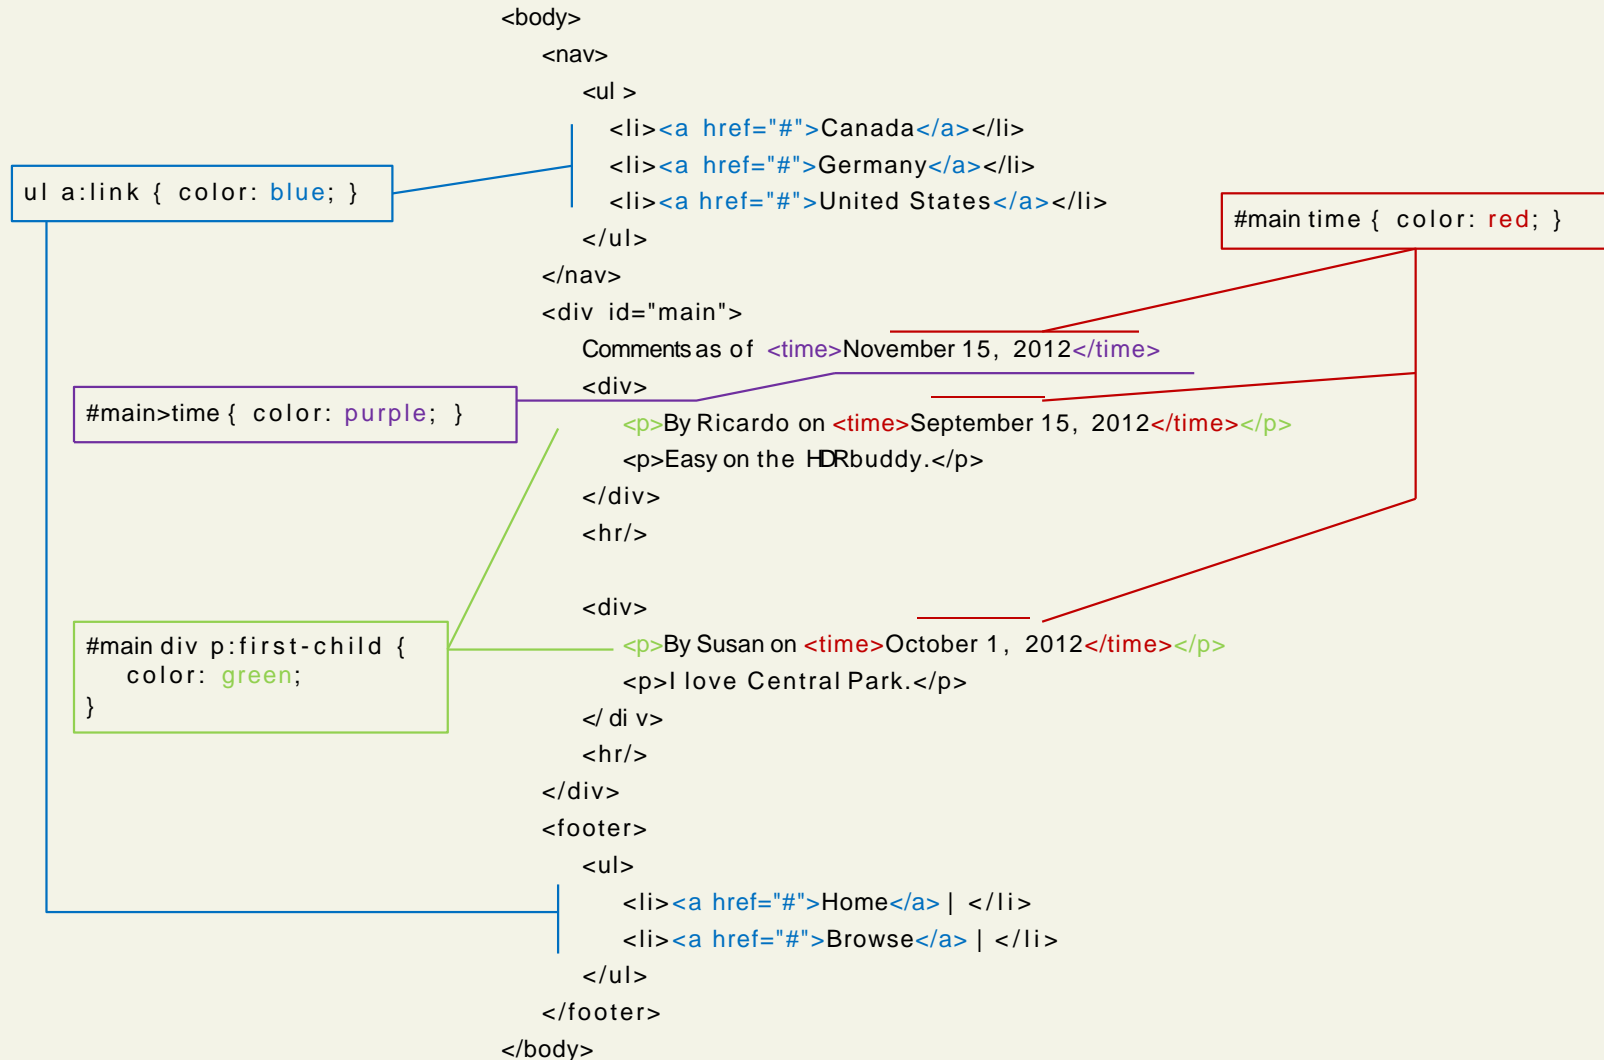 <body>
<nav>
<ul >
<li><a href="#">Canada</a></li>
<li><a href="#">Germany</a></li>
ul a:link { color: blue; }
<li><a href="#">United States</a></li>
#main time { color: red; }
</ul>
</nav>
<div id="main">
Comments as of <time>November 15, 2012</time>
<div>
#main>time { color: purple; }
<p>By Ricardo on <time>September 15, 2012</time></p>
<p>Easy on the HDR buddy.</p>
</div>
<hr/>
<div>
#main div p:first-child {
color: green;
}
<p>By Susan on <time>October 1, 2012</time></p>
<p>I love Central Park.</p>
</div>
<hr/>
</div>
<footer>
<ul>
<li><a href="#">Home</a> | </li>
<li><a href="#">Browse</a> | </li>
</ul>
</footer>
</body>